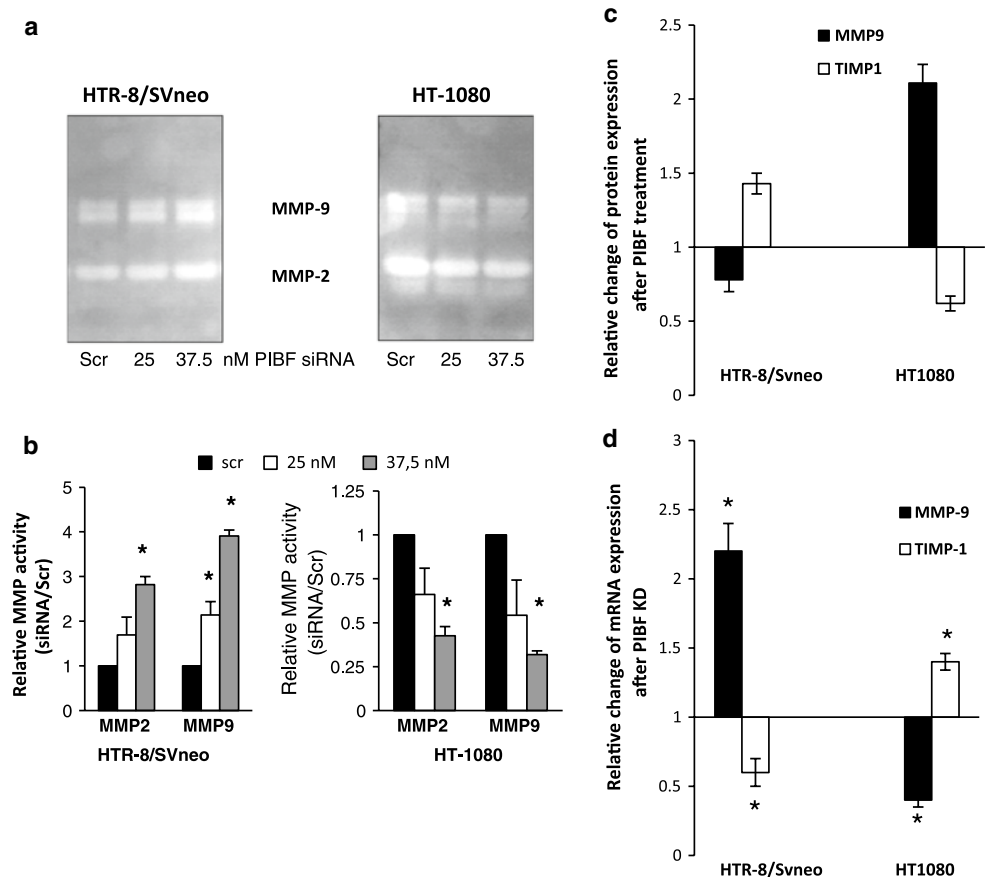 a
HTR-8/SVneo
HT-1080
MMP-9
MMP-2
Scr 25 37.5 nM PIBF siRNA Scr 25 37.5
b
scr 25 nM 37,5 nM
Relative MMP activity
(siRNA/Scr)
5
4
3
2
1
0
* * *
MMP2 MMP9
HTR-8/SVneo
Relative MMP activity
(siRNA/Scr)
1.25
1
0.75
0.5
0.25
0
* *
MMP2 MMP9
HT-1080
c
Relative change of protein expression
after PIBF treatment
2.5
2
1.5
1
0.5
0
MMP9
TIMP1
HTR-8/Svneo HT1080
d
Relative change of mRNA expression
after PIBF KD
3
2.5
2
1.5
1
0.5
0
MMP-9
TIMP-1
* * * *
HTR-8/Svneo HT1080